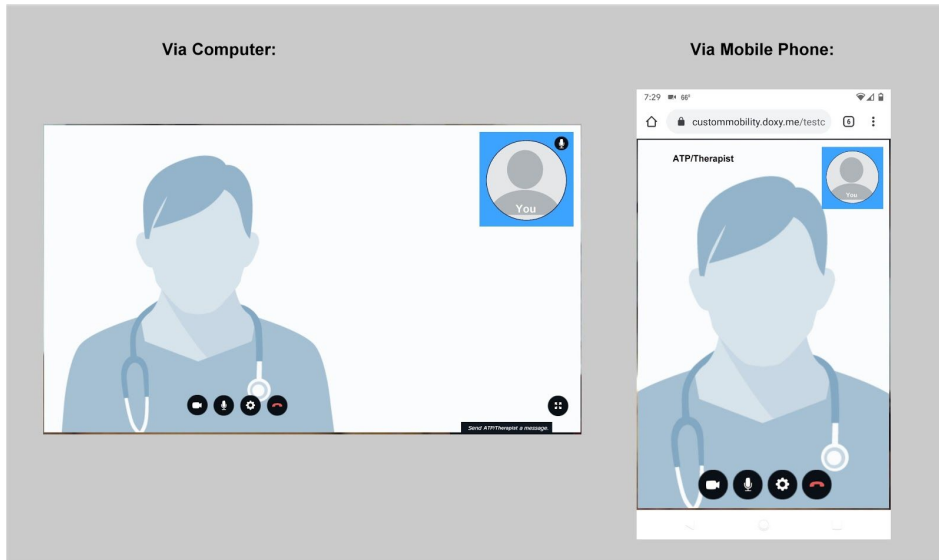 Via Computer:
Via Mobile Phone:
You
Send ATP/Therapist a message.
7:29 66°
custommobility.doxy.me/testc 6
ATP/Therapist
You